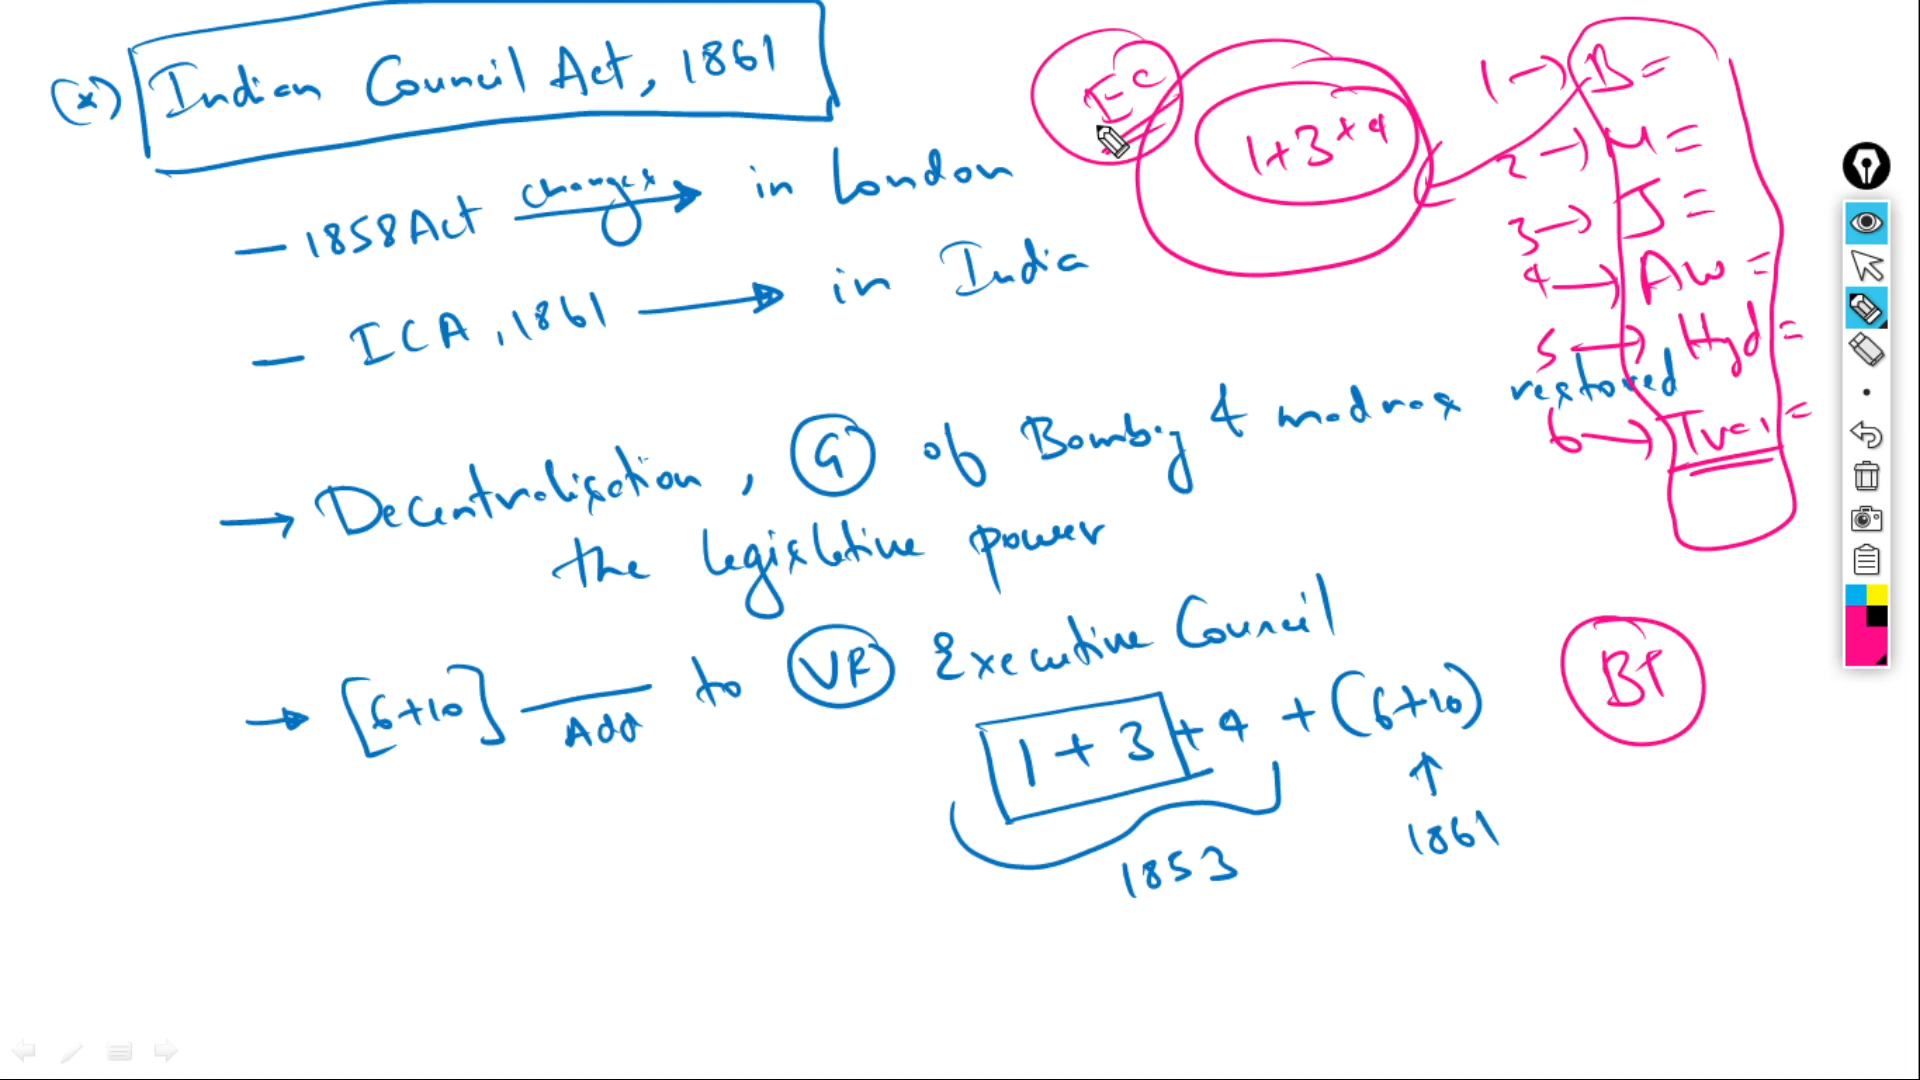 (x) Indian Council Act, 1861
— 1858 Act changes → in London
— ICA, 1861 → in India
→ Decentralisation, (G) of Bombay & madras restored
the legislative power
→ [6+10] Add to (VR) Executive Council
1 + 3 + 4 + (6+10)
1853
↑
1861
EC
1+3+4
1 → B =
2 → M =
3 → J =
4 → Aw =
5 → Hyd =
6 →